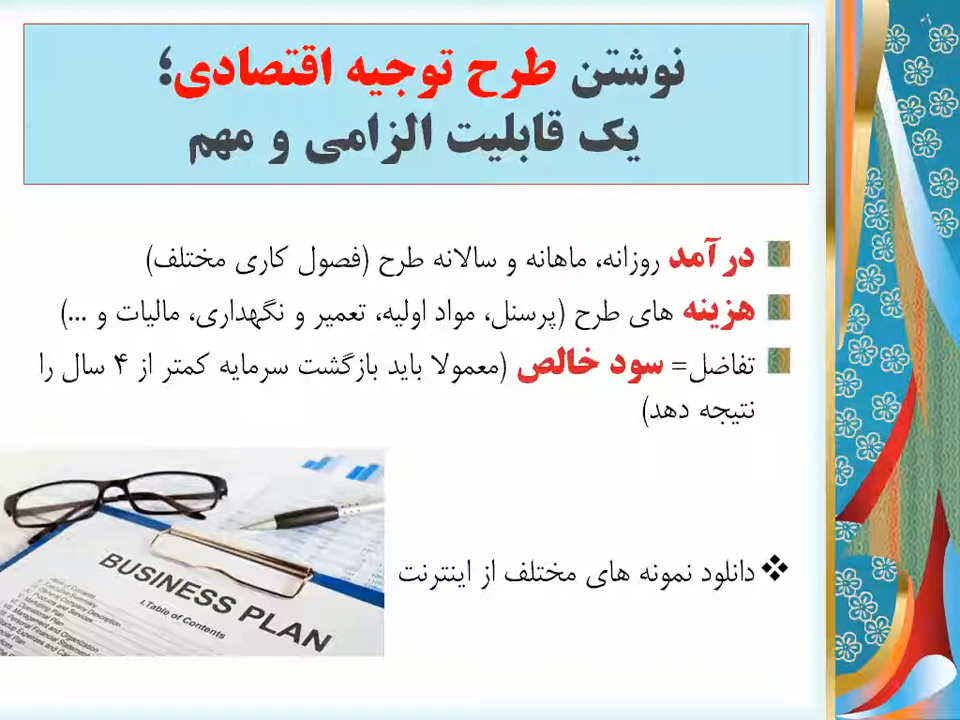 نوشتن طرح توجیه اقتصادی؛
یک قابلیت الزامی و مهم
درآمد روزانه، ماهانه و سالانه طرح (فصول کاری مختلف)
هزینه های طرح (پرسنل، مواد اولیه، تعمیر و نگهداری، مالیات و ...)
تفاضل= سود خالص (معمولا باید بازگشت سرمایه کمتر از ۴ سال را
نتیجه دهد)
دانلود نمونه های مختلف از اینترنت
BUSINESS PLAN
I.Table of Contents